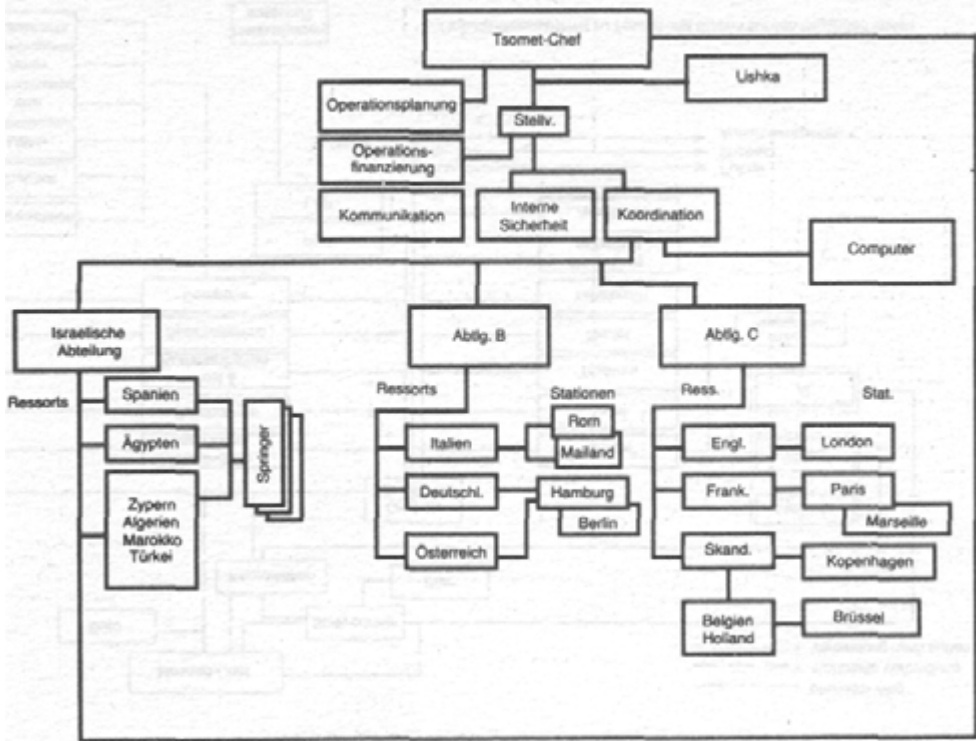 Tsomet-Chef
Ushka
Operationsplanung
Stellv.
Operations-
finanzierung
Kommunikation
Interne
Sicherheit
Koordination
Computer
Israelische
Abteilung
Abtlg. B
Abtlg. C
Ressorts
Spanien
Ägypten
Zypern
Algerien
Marokko
Türkei
Springer
Ressorts
Stationen
Italien
Rom
Mailand
Deutschl.
Hamburg
Berlin
Österreich
Ress.
Stat.
Engl.
London
Frank.
Paris
Marseille
Skand.
Kopenhagen
Belgien
Holland
Brüssel